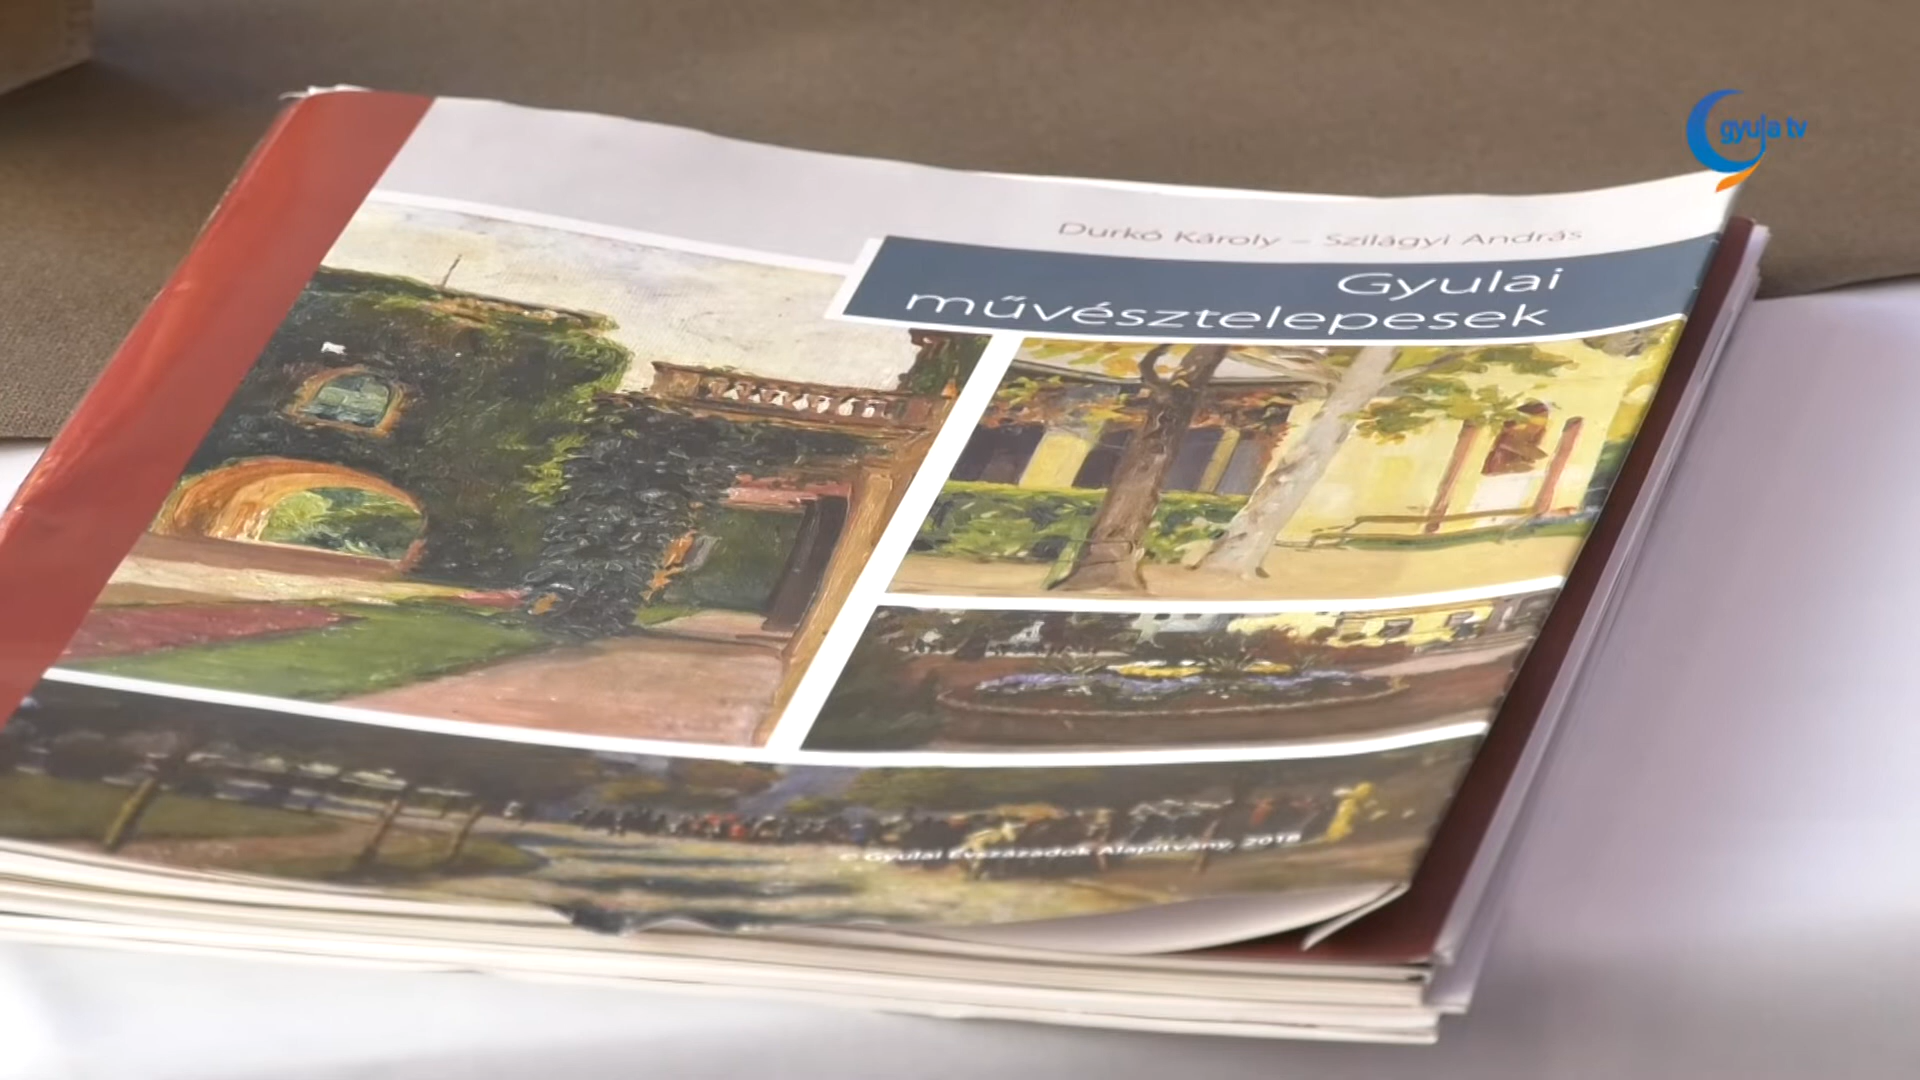 gyula tv
Durkó Károly – Szilágyi András
Gyulai
művésztelepesek
© Gyulai Évszázadok Alapítvány, 2018